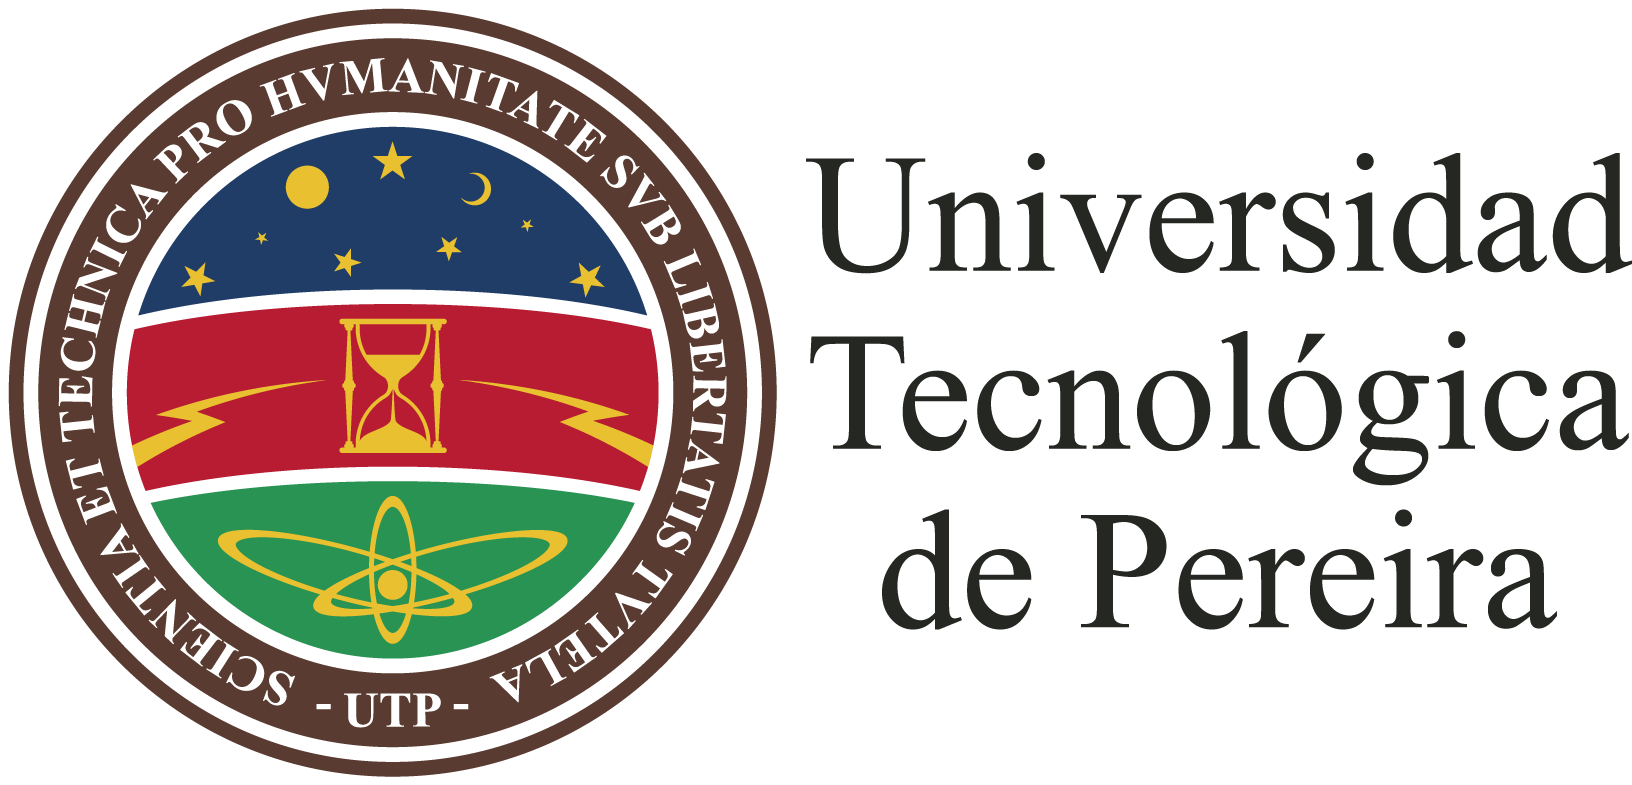 SCIENTIA ET TECHNICA PRO HVMANITATE SVB LIBERTATIS TVTELA
- UTP -
Universidad
Tecnológica
de Pereira